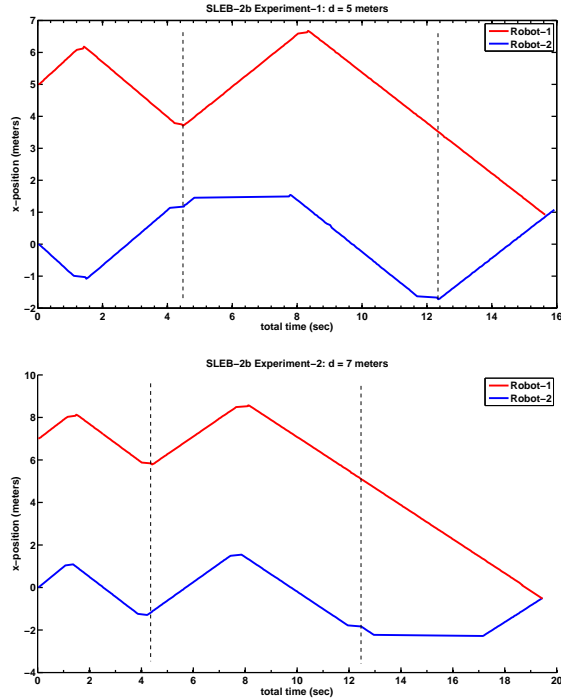 SLEB-2b Experiment-1: d = 5 meters
Robot-1
Robot-2
x-position (meters)
7
6
5
4
3
2
1
0
-1
-2
0 2 4 6 8 10 12 14 16
total time (sec)
SLEB-2b Experiment-2: d = 7 meters
Robot-1
Robot-2
x-position (meters)
10
8
6
4
2
0
-2
-4
0 2 4 6 8 10 12 14 16 18 20
total time (sec)